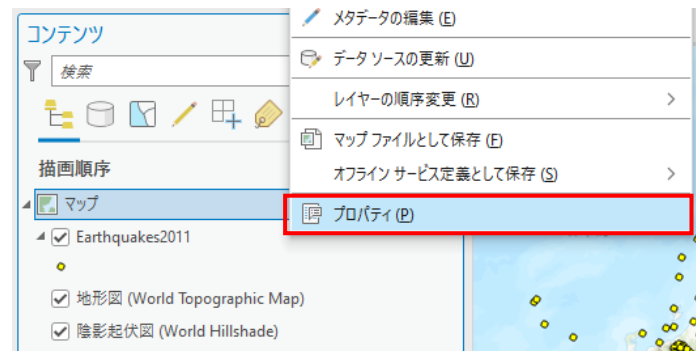 コンテンツ
検索
描画順序
マップ
Earthquakes2011
地形図 (World Topographic Map)
陰影起伏図 (World Hillshade)
メタデータの編集 (E)
データ ソースの更新 (U)
レイヤーの順序変更 (R)
マップ ファイルとして保存 (F)
オフライン サービス定義として保存 (S)
プロパティ (P)